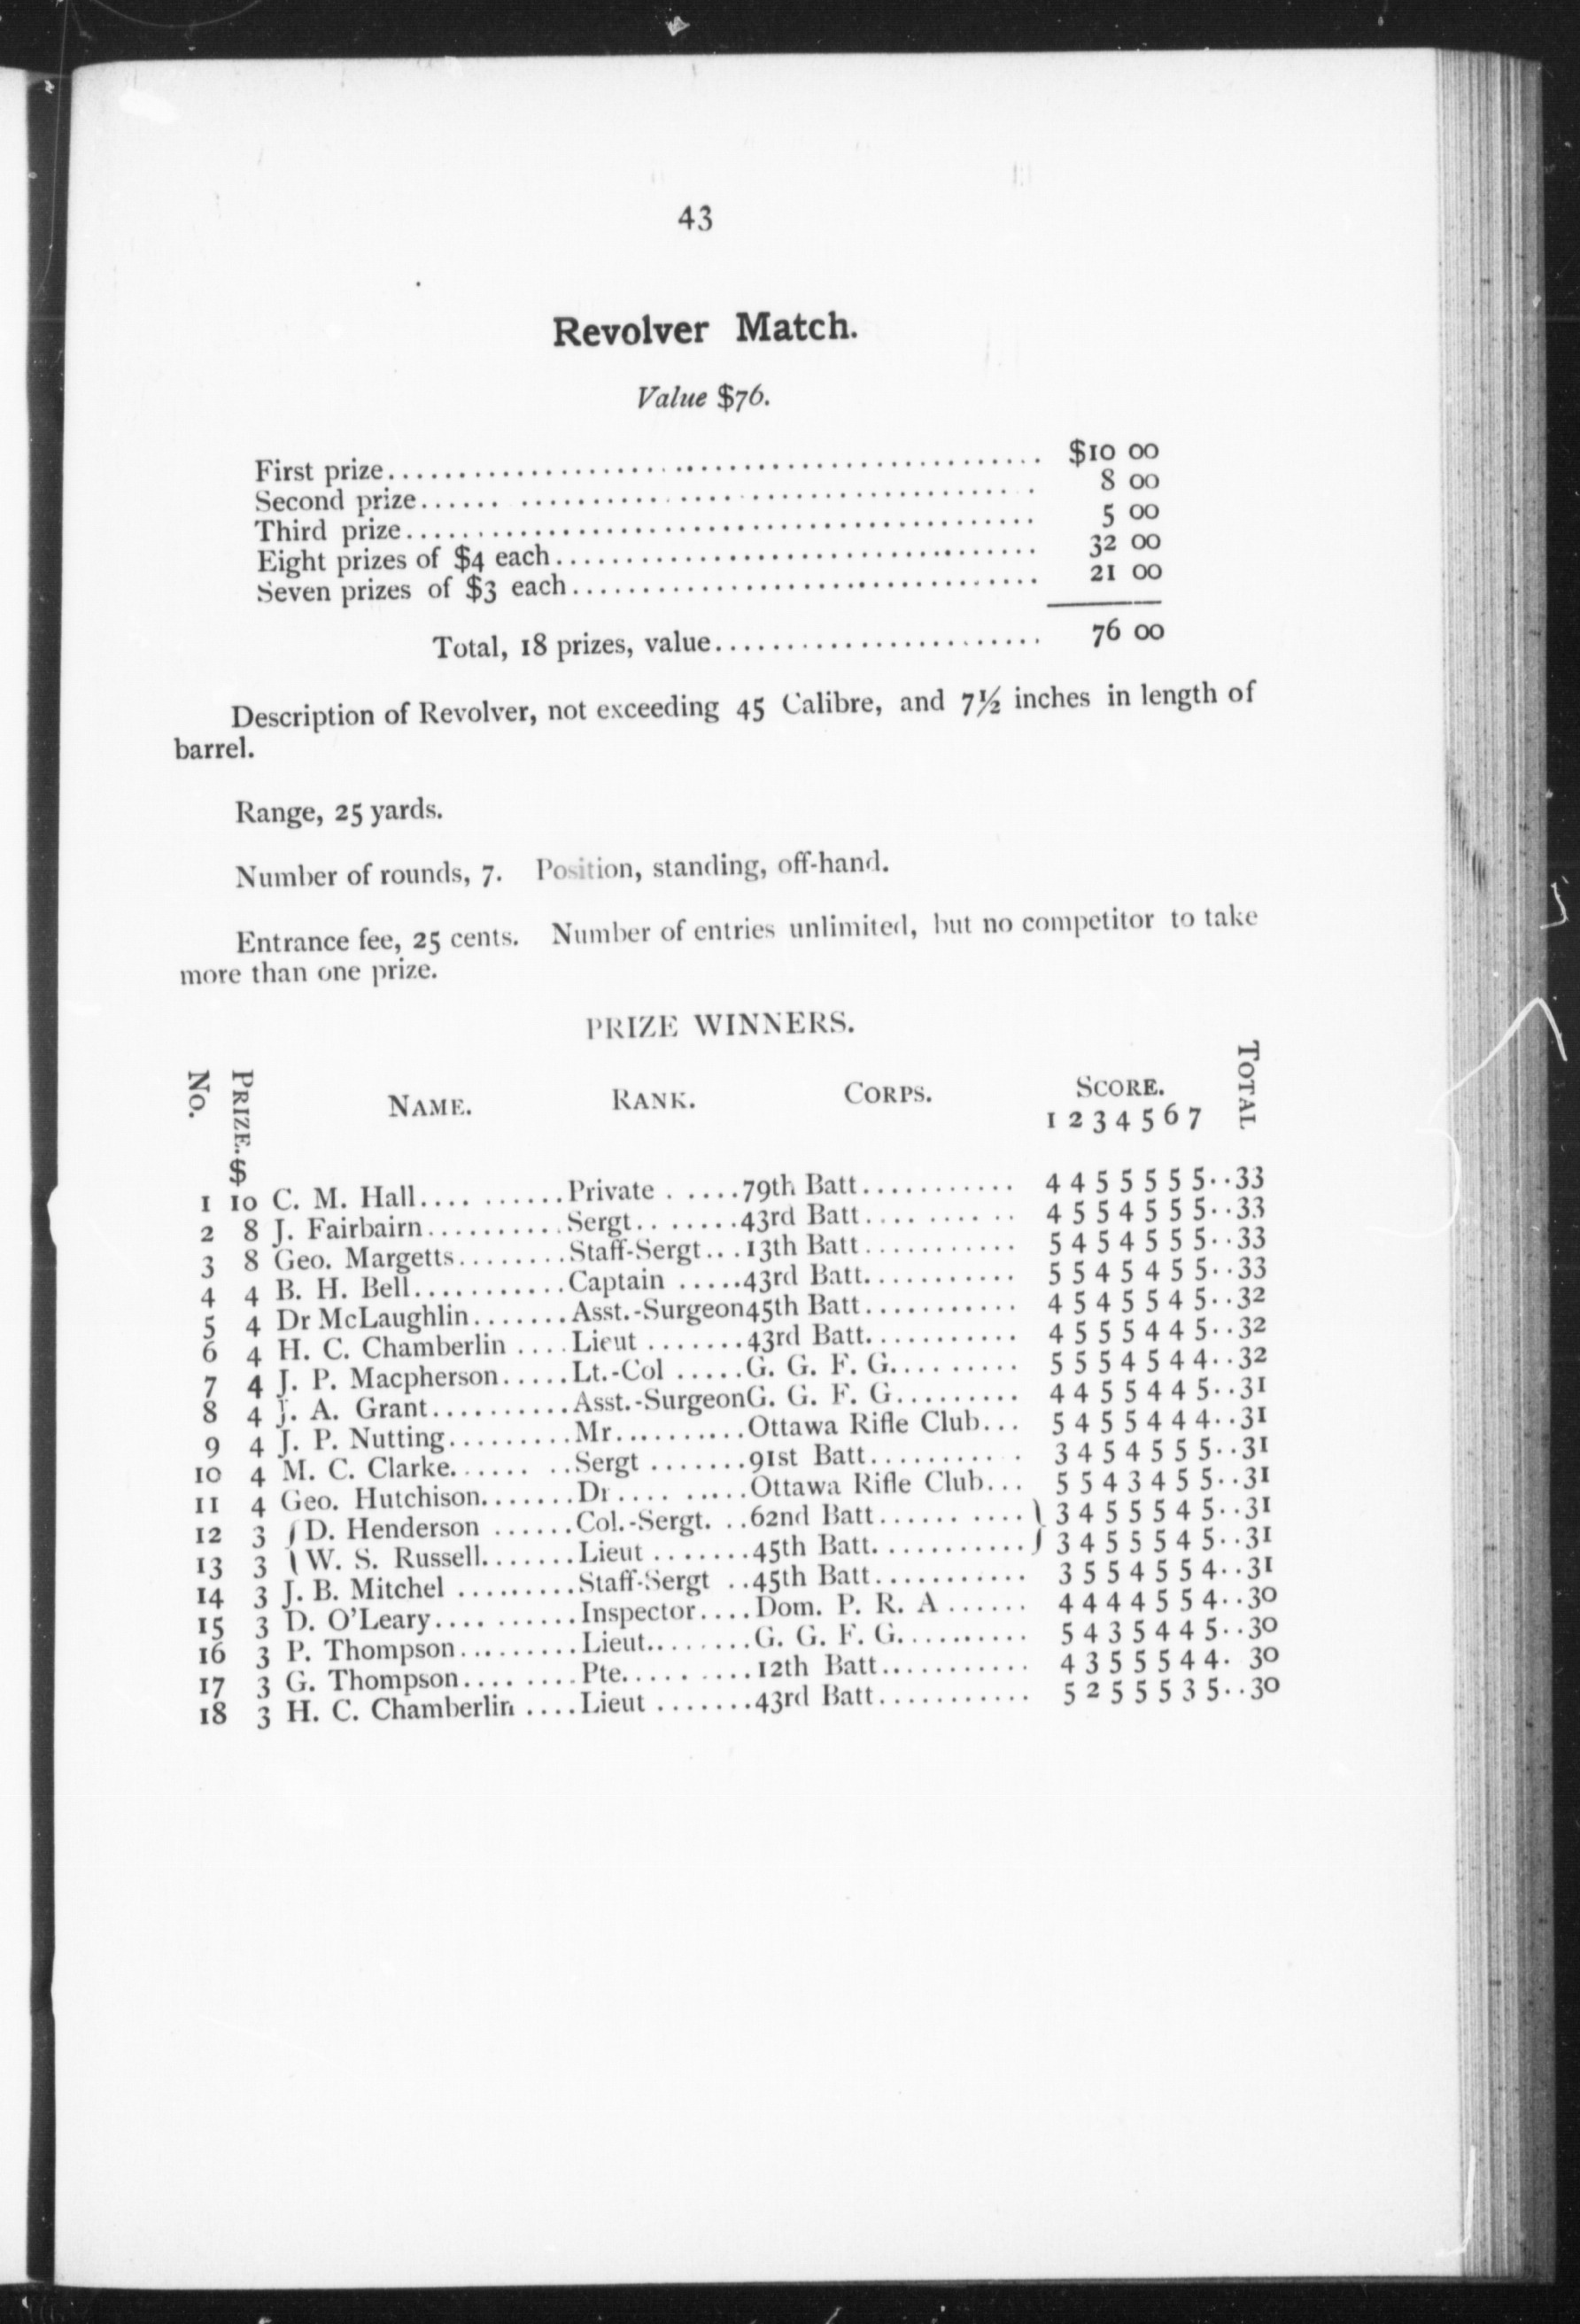 43
Revolver Match.
Value $76.
First prize........ $10 00
Second prize........ 8 00
Third prize........ 5 00
Eight prizes of $4 each........ 32 00
Seven prizes of $3 each........ 21 00
Total, 18 prizes, value........ 76 00
Description of Revolver, not exceeding 45 Calibre, and 7½ inches in length of
barrel.
Range, 25 yards.
Number of rounds, 7. Position, standing, off-hand.
Entrance fee, 25 cents. Number of entries unlimited, but no competitor to take
more than one prize.
PRIZE WINNERS.
No. PRIZE. NAME. RANK. CORPS. SCORE. TOTAL
1 2 3 4 5 6 7
$
1 10 C. M. Hall.... ......Private . ....79th Batt........... 4 4 5 5 5 5 5..33
2 8 J. Fairbairn..........Sergt.. ......43rd Batt.... ...... 4 5 5 4 5 5 5..33
3 8 Geo. Margetts........Staff-Sergt...13th Batt........... 5 4 5 4 5 5 5..33
4 4 B. H. Bell...........Captain .....43rd Batt........... 5 5 4 5 4 5 5..33
5 4 Dr McLaughlin.......Asst.-Surgeon45th Batt........... 4 5 4 5 5 4 5..32
6 4 H. C. Chamberlin ....Lieut .......43rd Batt........... 4 5 5 5 4 4 5..32
7 4 J. P. Macpherson.....Lt.-Col .....G. G. F. G......... 5 5 5 4 5 4 4..32
8 4 J. A. Grant..........Asst.-SurgeonG. G. F. G......... 4 4 5 5 4 4 5..31
9 4 J. P. Nutting.........Mr..........Ottawa Rifle Club... 5 4 5 5 4 4 4..31
10 4 M. C. Clarke...... ..Sergt .......91st Batt.......... 3 4 5 4 5 5 5..31
11 4 Geo. Hutchison.......Dr.... .....Ottawa Rifle Club... 5 5 4 3 4 5 5..31
12 3 { D. Henderson ......Col.-Sergt. ..62nd Batt...... .... } 3 4 5 5 5 4 5..31
13 3 { W. S. Russell.......Lieut .......45th Batt........... } 3 4 5 5 5 4 5..31
14 3 J. B. Mitchel .........Staff-Sergt ..45th Batt........... 3 5 5 4 5 5 4..31
15 3 D. O'Leary..........Inspector....Dom. P. R. A ...... 4 4 4 4 5 5 4..30
16 3 P. Thompson.........Lieut........G. G. F. G.......... 5 4 3 5 4 4 5..30
17 3 G. Thompson.... ....Pte..... ....12th Batt........... 4 3 5 5 5 4 4. 30
18 3 H. C. Chamberlin ....Lieut .......43rd Batt........... 5 2 5 5 5 3 5..30